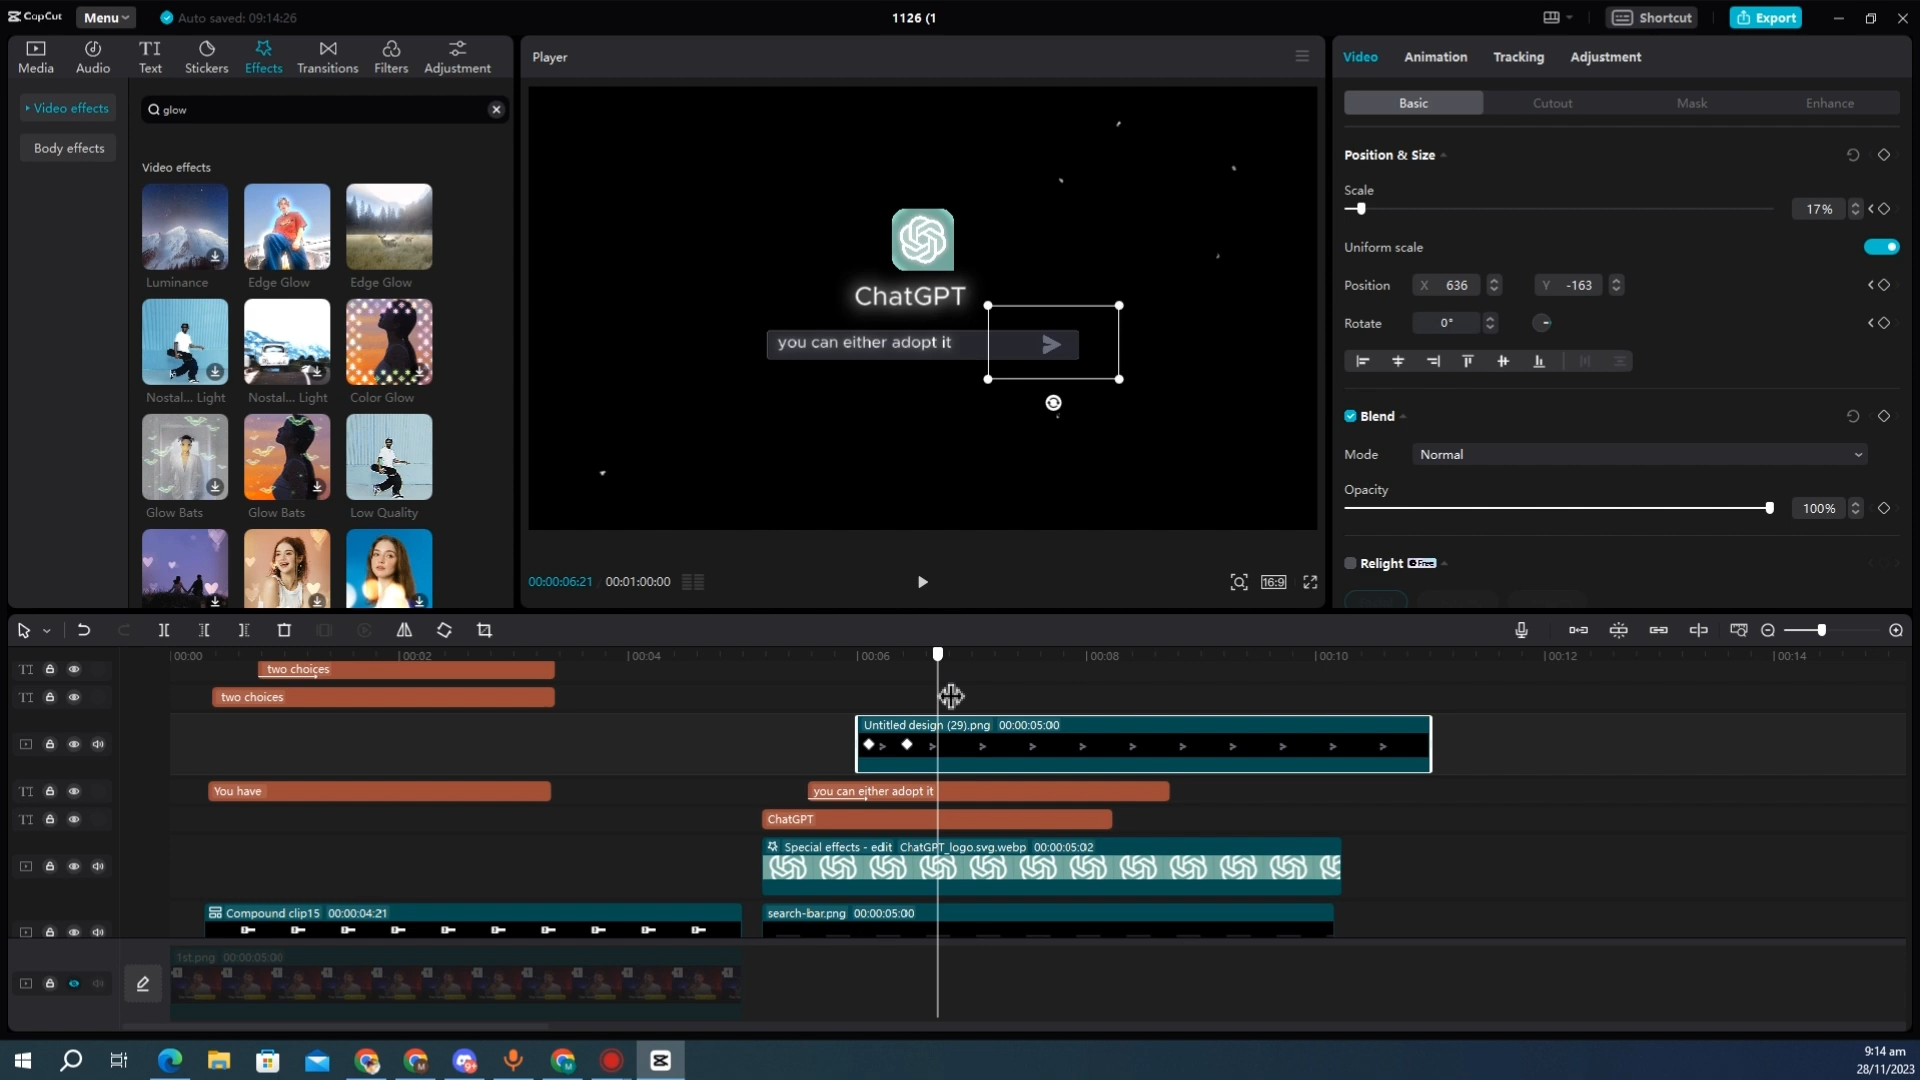 CapCut
Menu
Auto saved: 09:14:26
1126 (1
Shortcut
Export
Media
Audio
TI
Text
Stickers
Effects
Transitions
Filters
Adjustment
Video effects
Body effects
glow
Video effects
Luminance
Edge Glow
Edge Glow
Nostal... Light
Nostal... Light
Color Glow
Glow Bats
Glow Bats
Low Quality
Player
ChatGPT
you can either adopt it
00:00:06:21
00:01:00:00
16:9
Video
Animation
Tracking
Adjustment
Basic
Cutout
Mask
Enhance
Position & Size
Scale
17%
Uniform scale
Position
X 636
Y -163
Rotate
0°
Blend
Mode
Normal
Opacity
100%
Relight
Free
00:00
00:02
00:04
00:06
00:08
00:10
00:12
00:14
TI
two choices
TI
two choices
Untitled design (29).png 00:00:05:00
TI
You have
you can either adopt it
TI
ChatGPT
Special effects - edit ChatGPT_logo.svg.webp 00:00:05:02
Compound clip15 00:00:04:21
search-bar.png 00:00:05:00
1st.png 00:00:05:00
9:14 am
28/11/2023